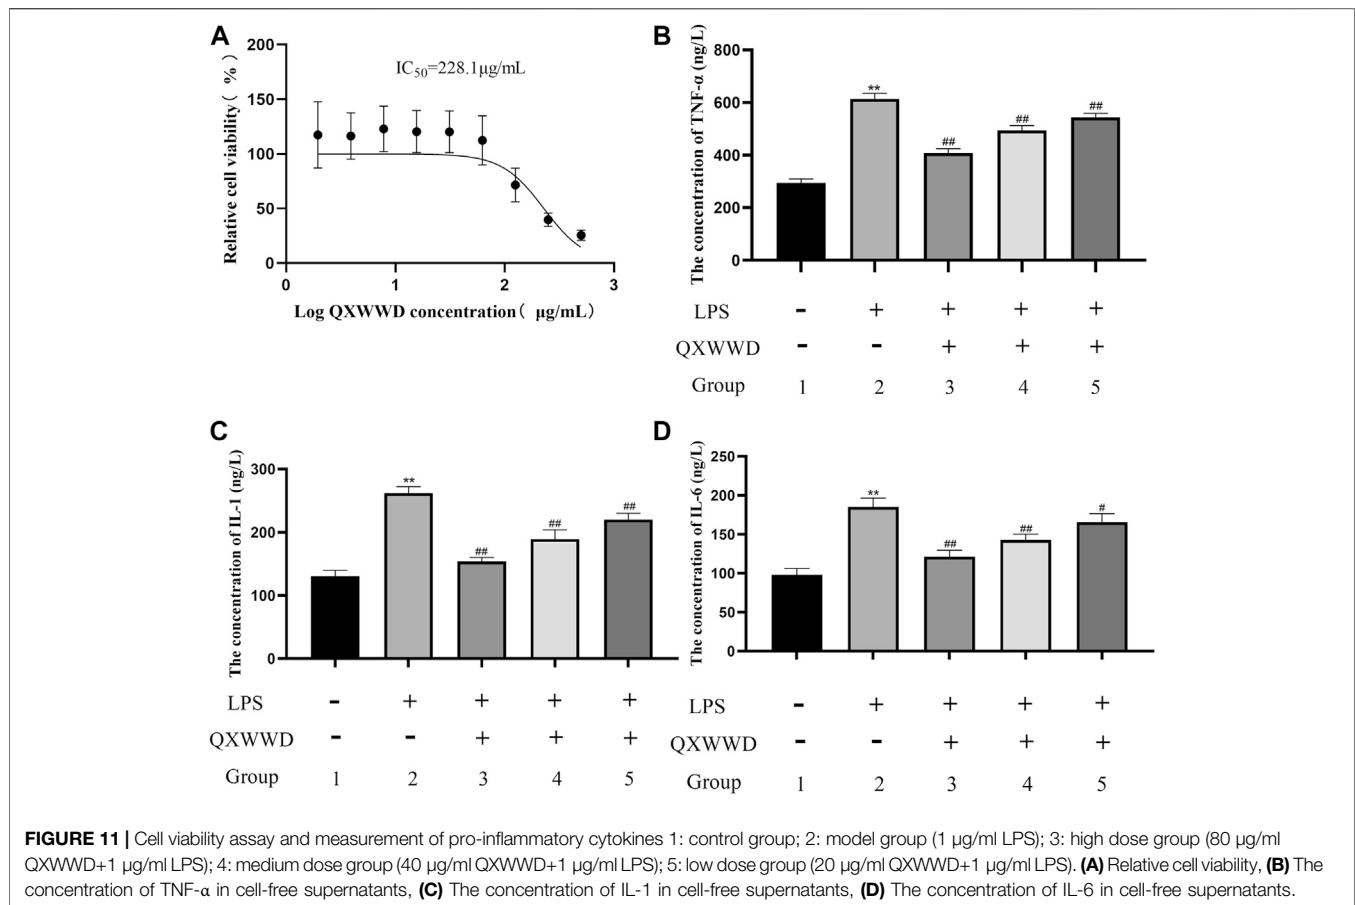 A
200
150
100
50
0
Relative cell viability( %)
IC50=228.1μg/mL
0 1 2 3
Log QXWWD concentration( μg/mL)
B
800
600
400
200
0
The concentration of TNF-α (ng/L)
** ## ## ##
LPS - + + + +
QXWWD - - + + +
Group 1 2 3 4 5
C
300
200
100
0
The concentration of IL-1 (ng/L)
** ## ## ##
LPS - + + + +
QXWWD - - + + +
Group 1 2 3 4 5
D
250
200
150
100
50
0
The concentration of IL-6 (ng/L)
** ## ## #
LPS - + + + +
QXWWD - - + + +
Group 1 2 3 4 5
FIGURE 11 | Cell viability assay and measurement of pro-inflammatory cytokines 1: control group; 2: model group (1 μg/ml LPS); 3: high dose group (80 μg/ml
QXWWD+1 μg/ml LPS); 4: medium dose group (40 μg/ml QXWWD+1 μg/ml LPS); 5: low dose group (20 μg/ml QXWWD+1 μg/ml LPS). (A) Relative cell viability, (B) The
concentration of TNF-α in cell-free supernatants, (C) The concentration of IL-1 in cell-free supernatants, (D) The concentration of IL-6 in cell-free supernatants.